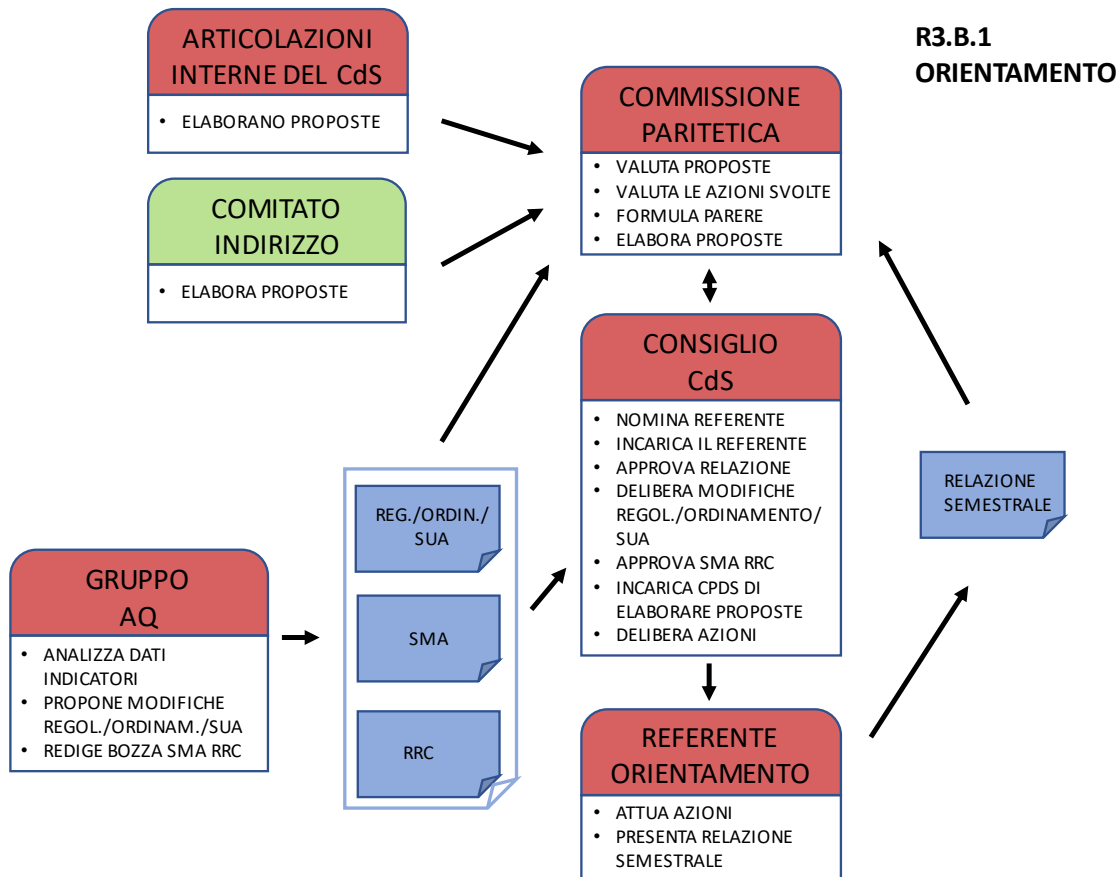 ARTICOLAZIONI
INTERNE DEL CdS
• ELABORANO PROPOSTE
COMITATO
INDIRIZZO
• ELABORA PROPOSTE
COMMISSIONE
PARITETICA
• VALUTA PROPOSTE
• VALUTA LE AZIONI SVOLTE
• FORMULA PARERE
• ELABORA PROPOSTE
R3.B.1
ORIENTAMENTO
CONSIGLIO
CdS
• NOMINA REFERENTE
• INCARICA IL REFERENTE
• APPROVA RELAZIONE
• DELIBERA MODIFICHE
REGOL./ORDINAMENTO/
SUA
• APPROVA SMA RRC
• INCARICA CPDS DI
ELABORARE PROPOSTE
• DELIBERA AZIONI
RELAZIONE
SEMESTRALE
REG./ORDIN./
SUA
SMA
RRC
GRUPPO
AQ
• ANALIZZA DATI
INDICATORI
• PROPONE MODIFICHE
REGOL./ORDINAM./SUA
• REDIGE BOZZA SMA RRC
REFERENTE
ORIENTAMENTO
• ATTUA AZIONI
• PRESENTA RELAZIONE
SEMESTRALE